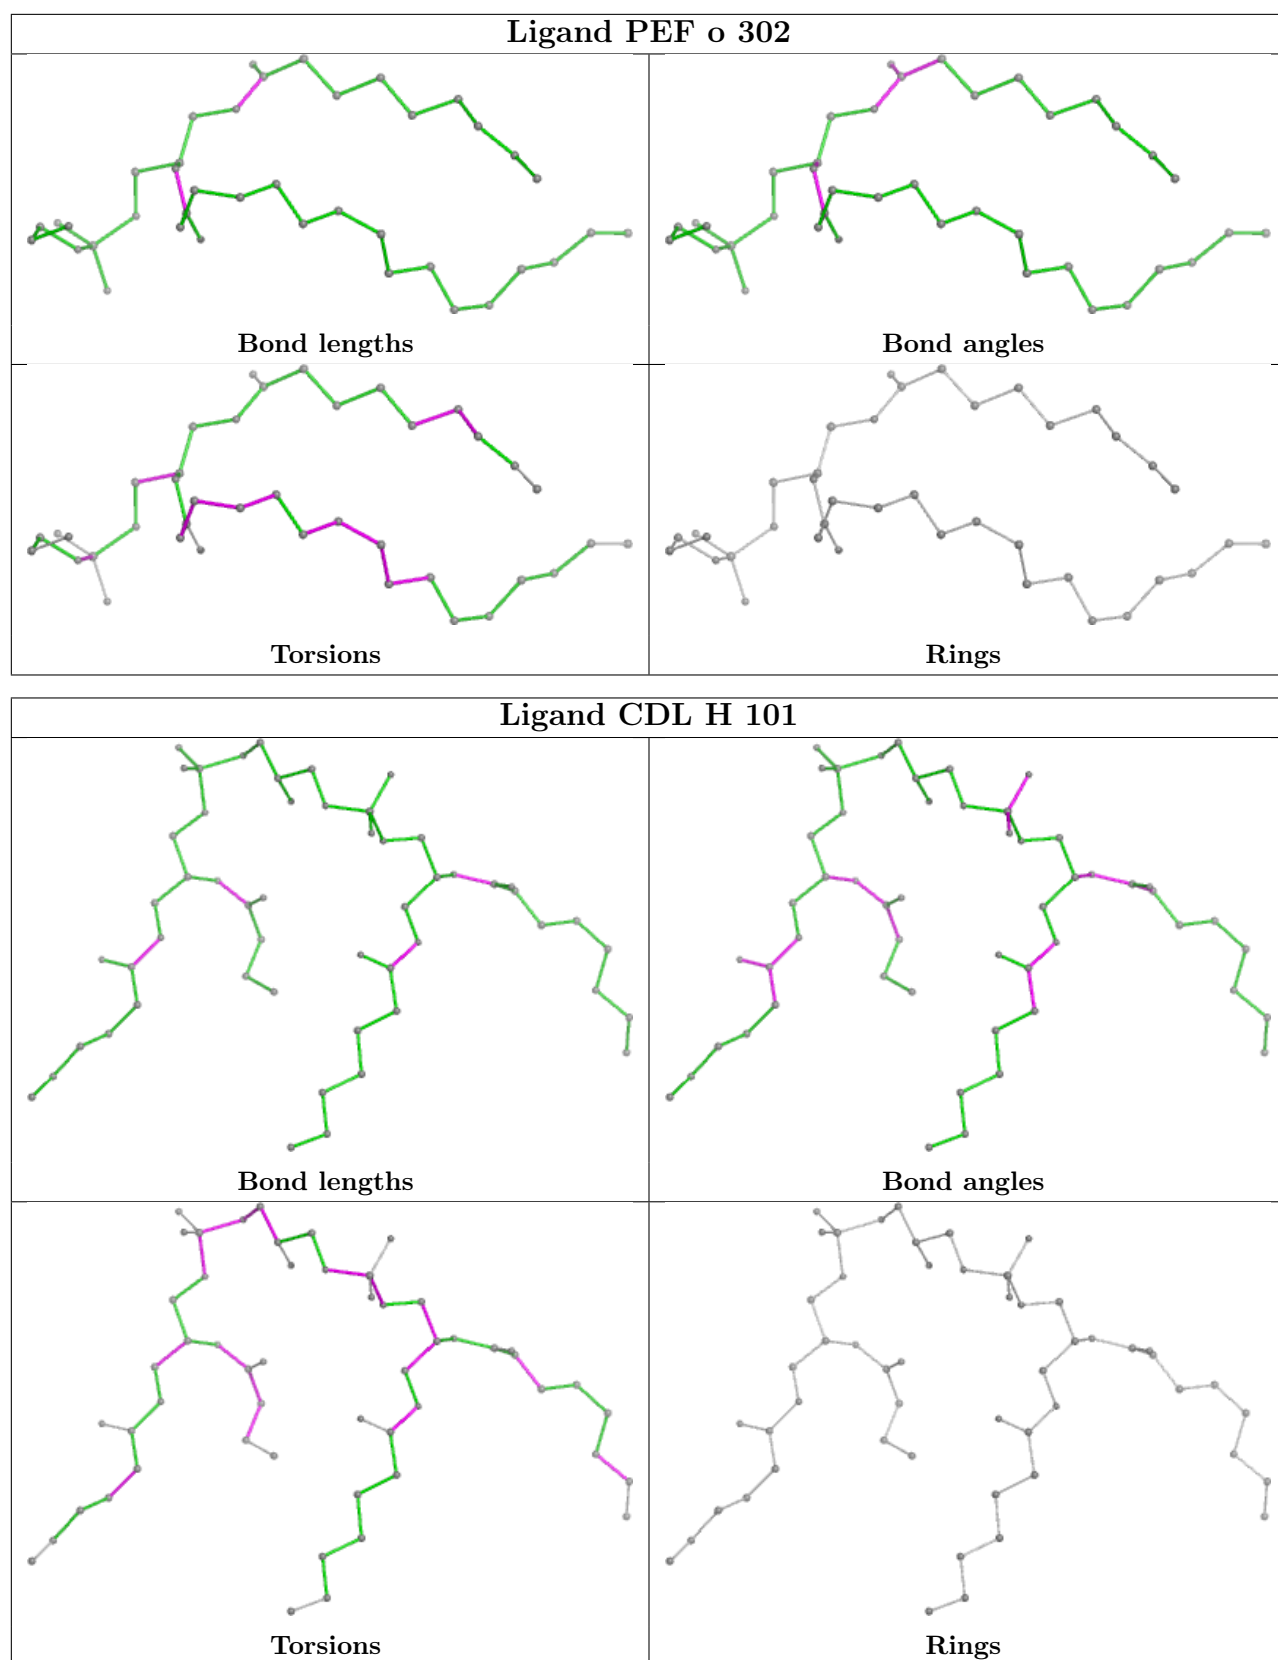 Ligand PEF o 302
Bond lengths
Bond angles
Torsions
Rings
Ligand CDL H 101
Bond lengths
Bond angles
Torsions
Rings